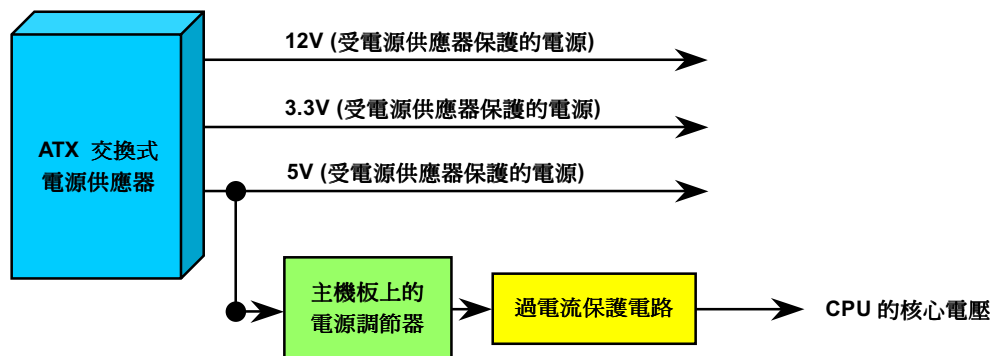 12V (受電源供應器保護的電源)
3.3V (受電源供應器保護的電源)
ATX 交換式
電源供應器
5V (受電源供應器保護的電源)
主機板上的
電源調節器
過電流保護電路
CPU 的核心電壓